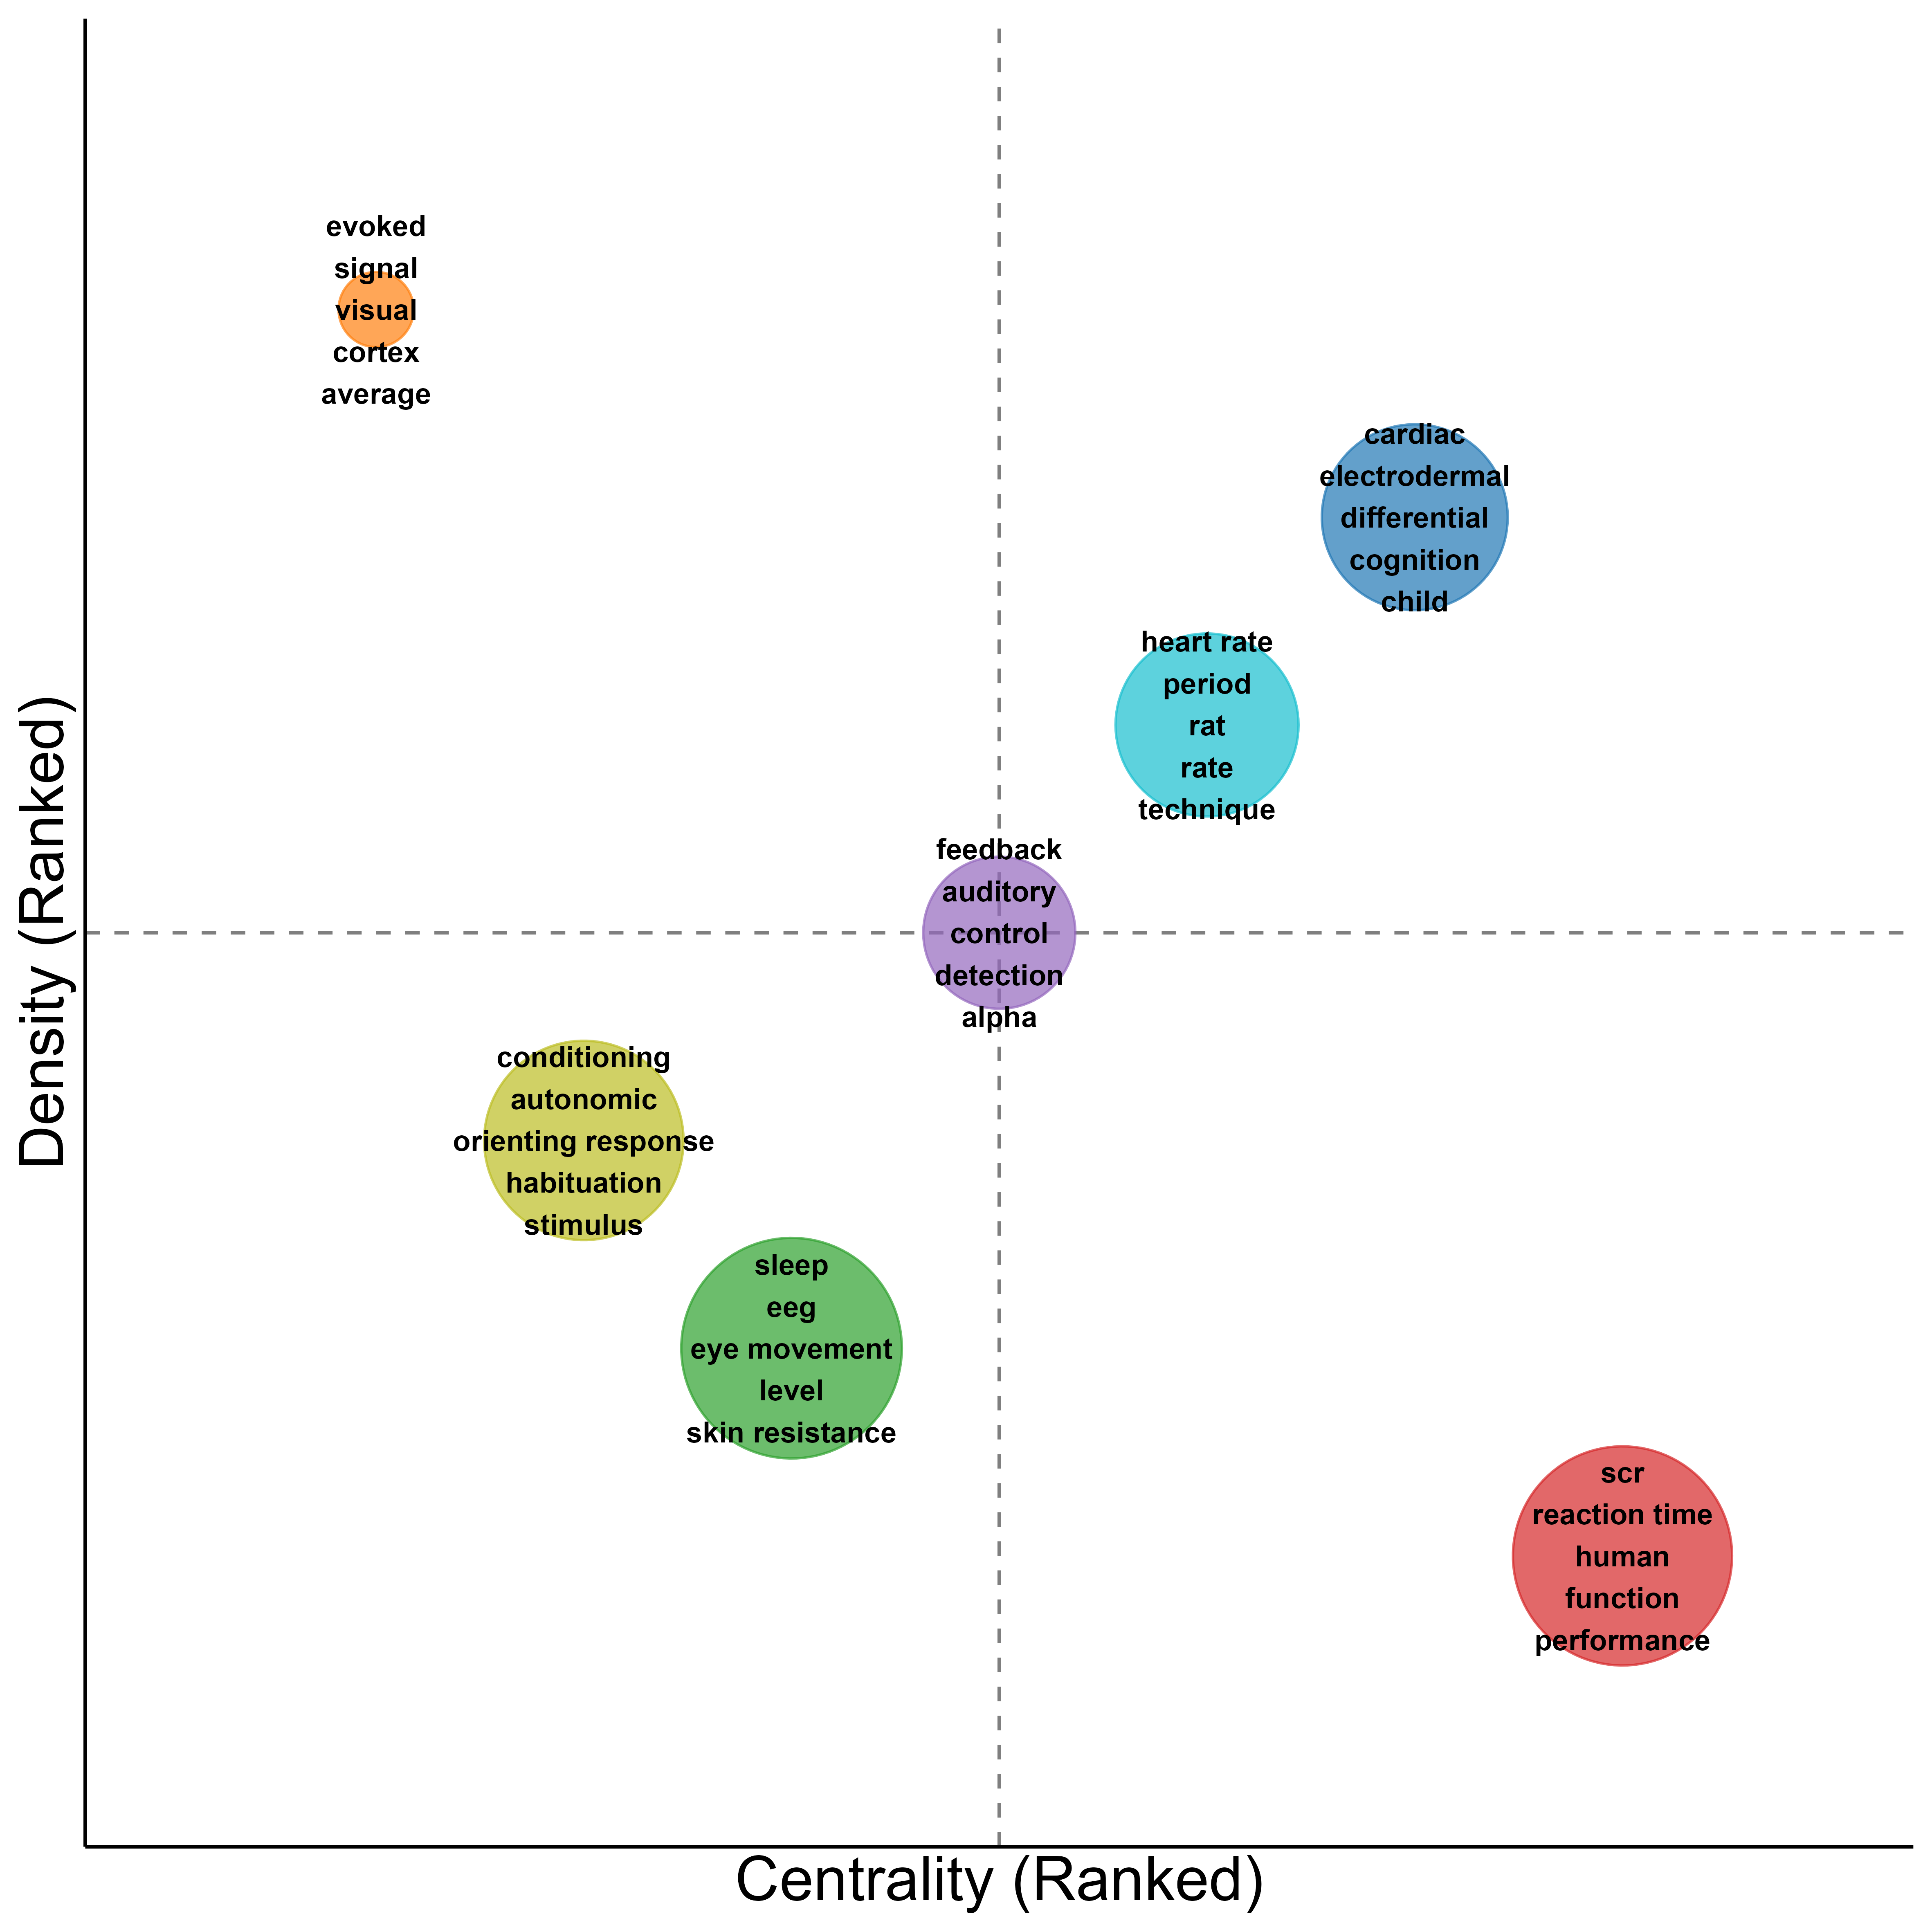 evoked
signal
visual
cortex
average
cardiac
electrodermal
differential
cognition
child
heart rate
period
rat
rate
technique
feedback
auditory
control
detection
alpha
conditioning
autonomic
orienting response
habituation
stimulus
sleep
eeg
eye movement
level
skin resistance
scr
reaction time
human
function
performance
Density (Ranked)
Centrality (Ranked)